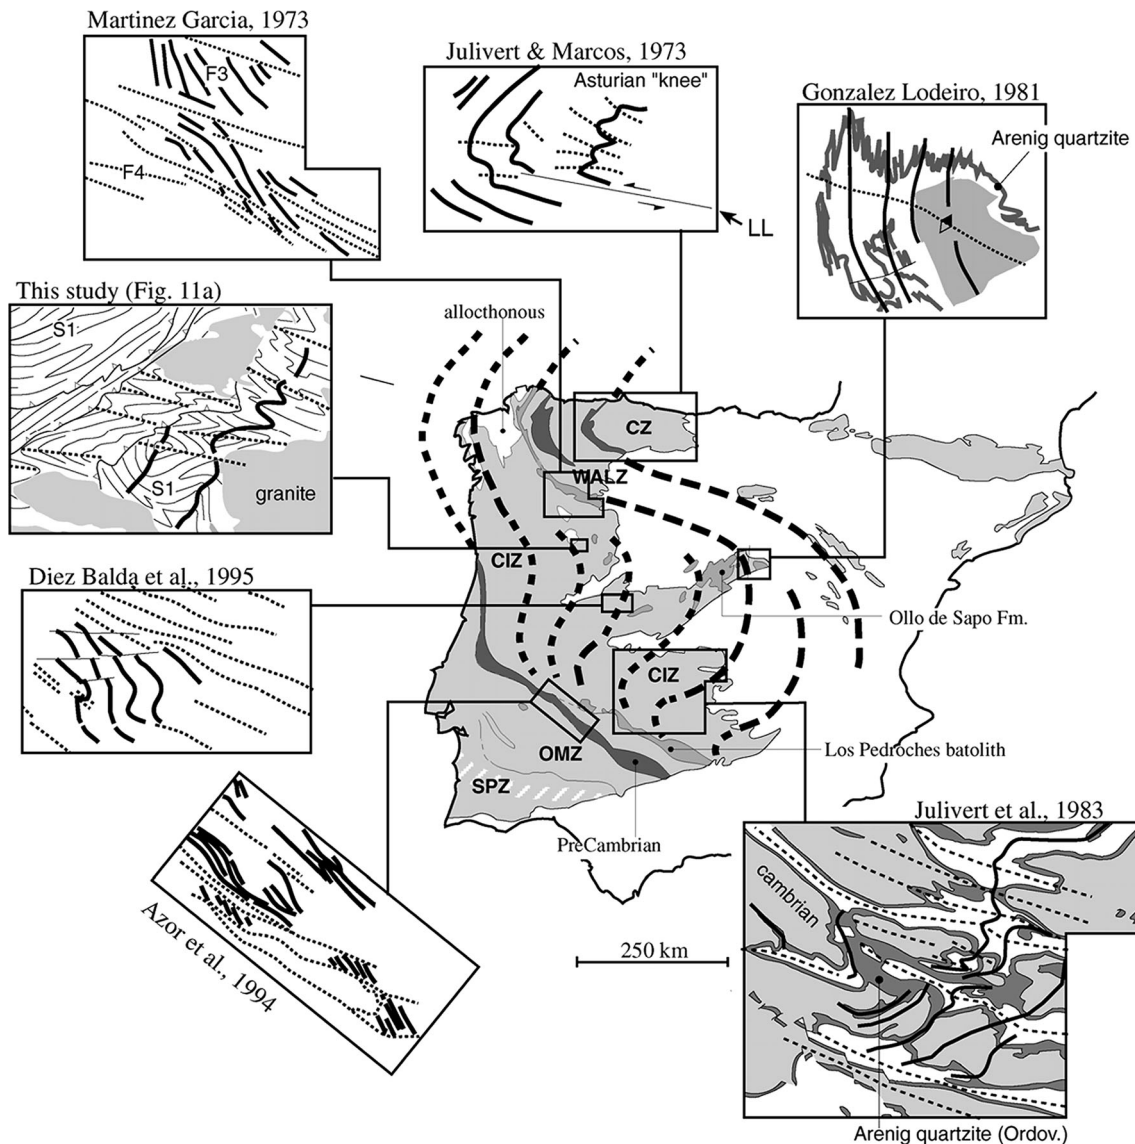 Martinez Garcia, 1973
F3
F4
Julivert & Marcos, 1973
Asturian "knee"
LL
Gonzalez Lodeiro, 1981
Arenig
quartzite
This study (Fig. 11a)
S1
S1
granite
allocthonous
CZ
WALZ
CIZ
Diez Balda et al., 1995
Ollo de Sapo Fm.
CIZ
Los Pedroches batolith
OMZ
SPZ
PreCambrian
Azor et al., 1994
250 km
Julivert et al., 1983
cambrian
Arenig quartzite (Ordov.)